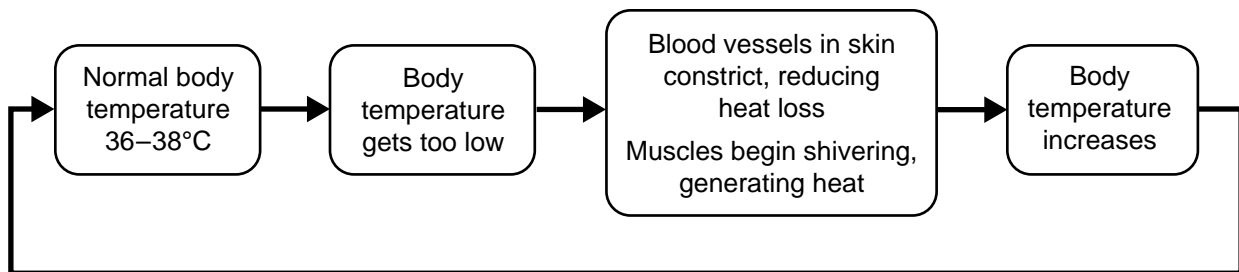 Normal body
temperature
36–38°C
Body
temperature
gets too low
Blood vessels in skin
constrict, reducing
heat loss
Muscles begin shivering,
generating heat
Body
temperature
increases